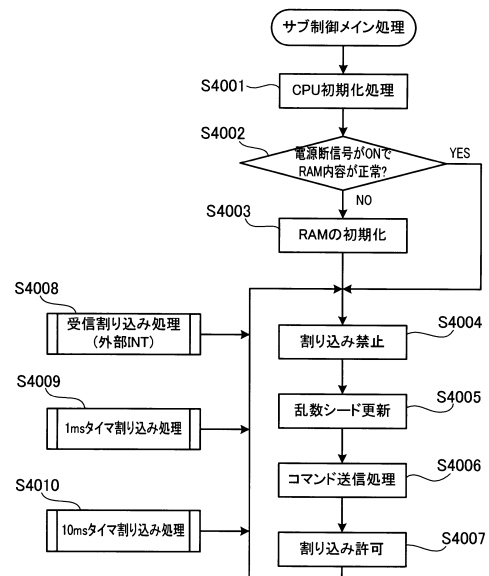 サブ制御メイン処理
S4001
CPU初期化処理
S4002
電源断信号がONで
RAM内容が正常?
YES
NO
S4003
RAMの初期化
S4008
受信割り込み処理
(外部INT)
S4004
割り込み禁止
S4009
1msタイマ割り込み処理
S4005
乱数シード更新
S4006
コマンド送信処理
S4010
10msタイマ割り込み処理
S4007
割り込み許可